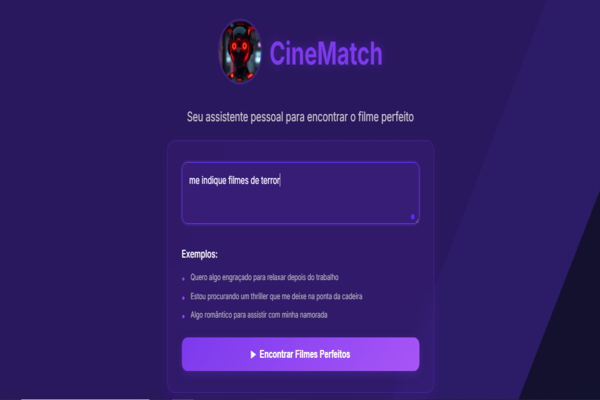 CineMatch
Seu assistente pessoal para encontrar o filme perfeito
me indique filmes de terror
Exemplos:
Quero algo engraçado para relaxar depois do trabalho
Estou procurando um thriller que me deixe na ponta da cadeira
Algo romântico para assistir com minha namorada
Encontrar Filmes Perfeitos